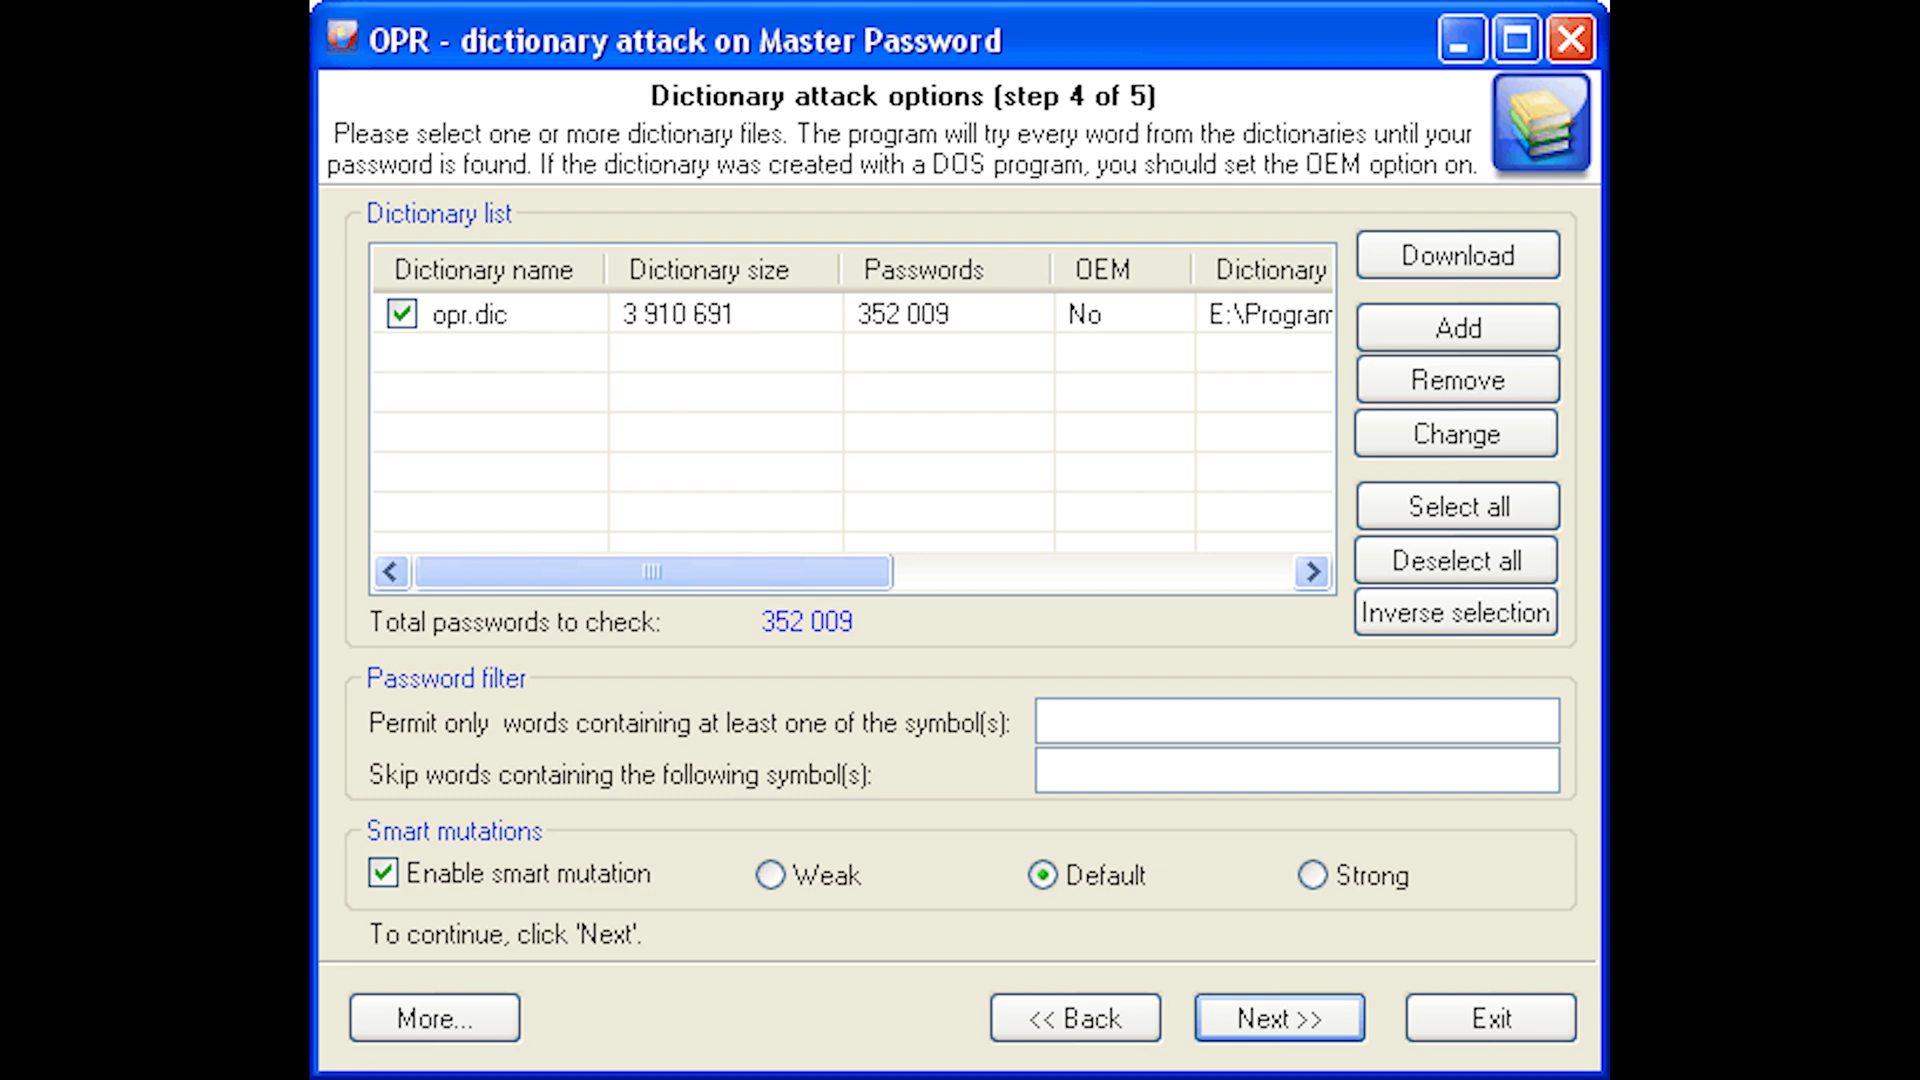 OPR - dictionary attack on Master Password
Dictionary attack options (step 4 of 5)
Please select one or more dictionary files. The program will try every word from the dictionaries until your
password is found. If the dictionary was created with a DOS program, you should set the OEM option on.
Dictionary list
Dictionary name Dictionary size Passwords OEM Dictionary
opr.dic 3 910 691 352 009 No E:\Program
Total passwords to check: 352 009
Download
Add
Remove
Change
Select all
Deselect all
Inverse selection
Password filter
Permit only words containing at least one of the symbol(s):
Skip words containing the following symbol(s):
Smart mutations
Enable smart mutation Weak Default Strong
To continue, click 'Next'.
More... << Back Next >> Exit